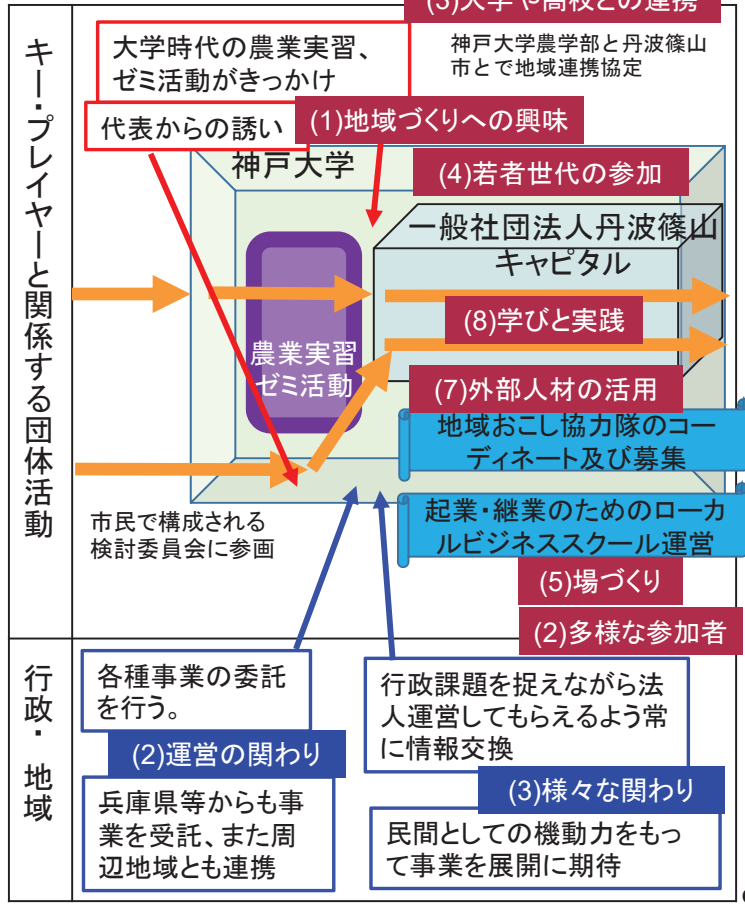 (3)大学や高校との連携
キー・プレイヤーと関係する団体活動
大学時代の農業実習、
ゼミ活動がきっかけ
神戸大学農学部と丹波篠山
市とで地域連携協定
代表からの誘い
(1)地域づくりへの興味
神戸大学
(4)若者世代の参加
一般社団法人丹波篠山
キャピタル
(8)学びと実践
農業実習
ゼミ活動
(7)外部人材の活用
地域おこし協力隊のコー
ディネート及び募集
市民で構成される
検討委員会に参画
起業・継業のためのローカ
ルビジネススクール運営
(5)場づくり
(2)多様な参加者
行政・地域
各種事業の委託
を行う。
行政課題を捉えながら法
人運営してもらえるよう常
に情報交換
(2)運営の関わり
(3)様々な関わり
兵庫県等からも事
業を受託、また周
辺地域とも連携
民間としての機動力をもっ
て事業を展開に期待